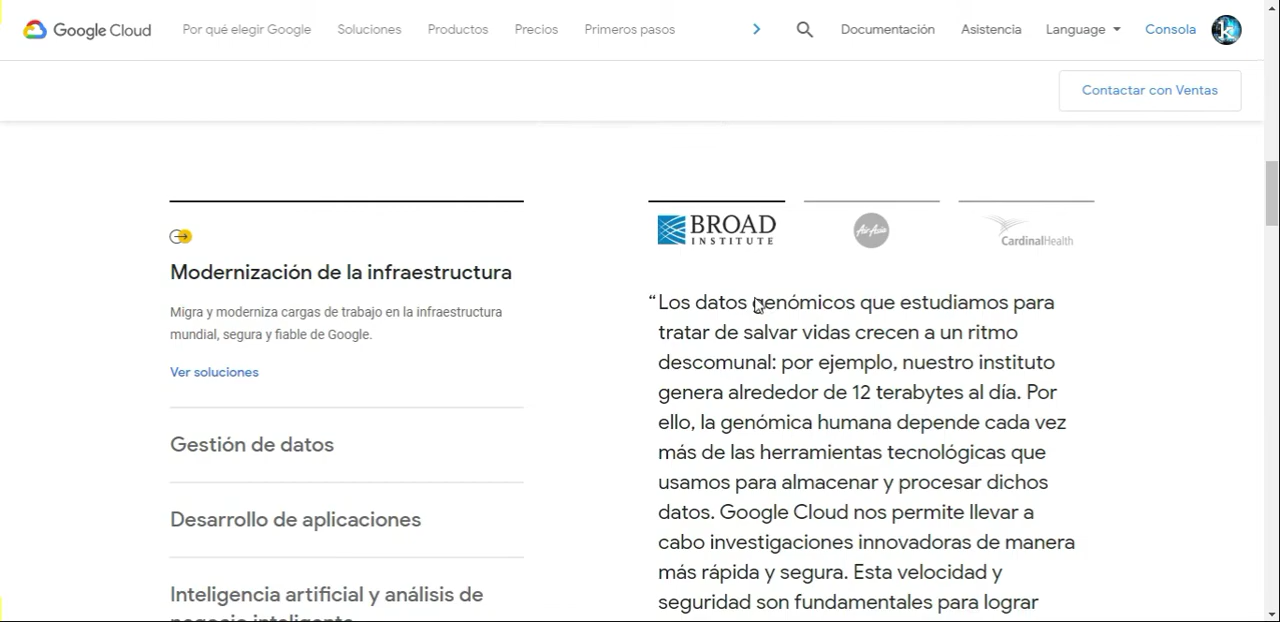 Google Cloud Por qué elegir Google Soluciones Productos Precios Primeros pasos Documentación Asistencia Language Consola k
Contactar con Ventas
Modernización de la infraestructura
Migra y moderniza cargas de trabajo en la infraestructura
mundial, segura y fiable de Google.
Ver soluciones
Gestión de datos
Desarrollo de aplicaciones
Inteligencia artificial y análisis de
negocio inteligente
BROAD
INSTITUTE
AirAsia
CardinalHealth
“Los datos genómicos que estudiamos para
tratar de salvar vidas crecen a un ritmo
descomunal: por ejemplo, nuestro instituto
genera alrededor de 12 terabytes al día. Por
ello, la genómica humana depende cada vez
más de las herramientas tecnológicas que
usamos para almacenar y procesar dichos
datos. Google Cloud nos permite llevar a
cabo investigaciones innovadoras de manera
más rápida y segura. Esta velocidad y
seguridad son fundamentales para lograr